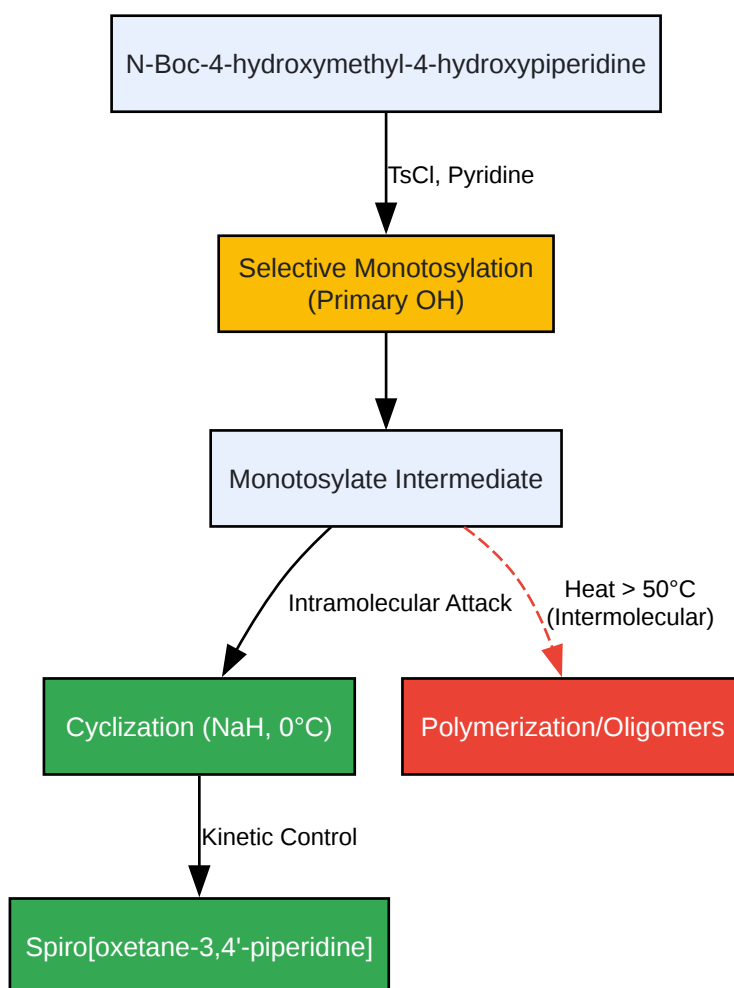 N-Boc-4-hydroxymethyl-4-hydroxypiperidine
TsCl, Pyridine
Selective Monotosylation
(Primary OH)
Monotosylate Intermediate
Intramolecular Attack
Heat > 50°C
(Intermolecular)
Cyclization (NaH, 0°C)
Polymerization/Oligomers
Kinetic Control
Spiro[oxetane-3,4'-piperidine]